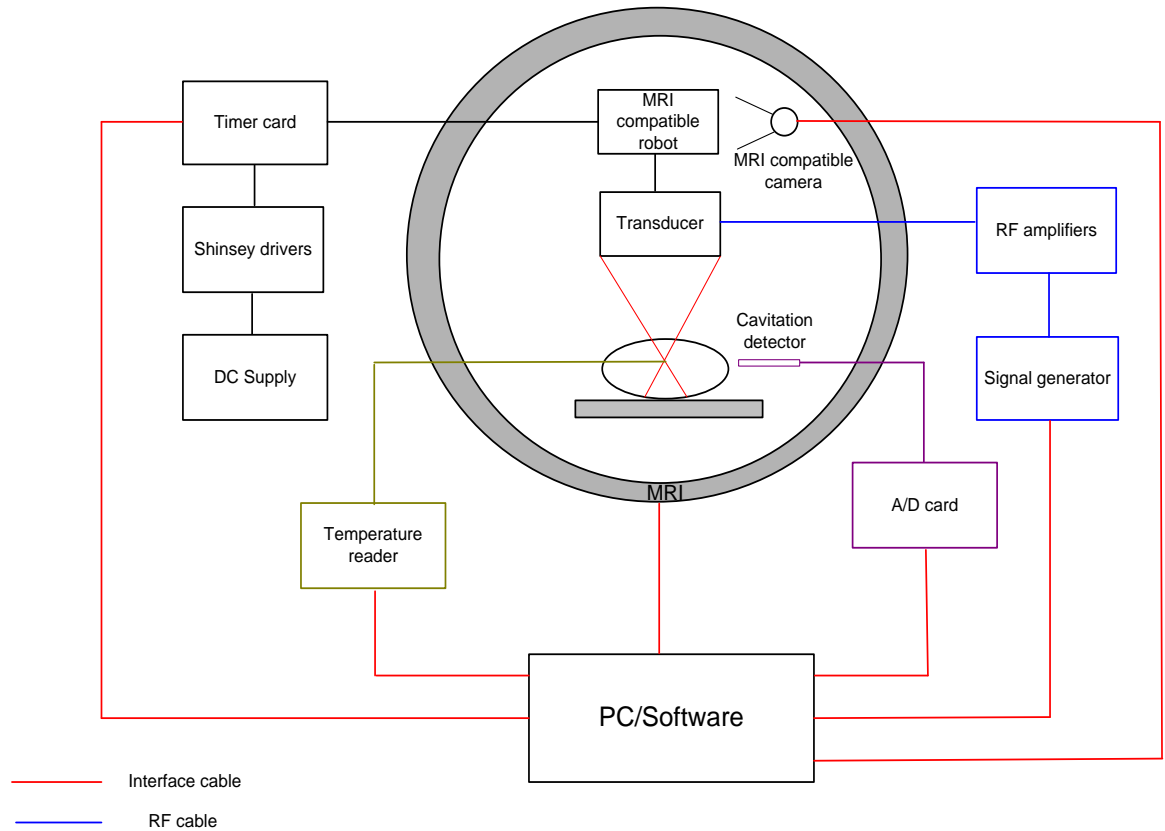 Timer card
MRI
compatible
robot
MRI compatible
camera
Shinsey drivers
Transducer
RF amplifiers
DC Supply
Cavitation
detector
Signal generator
MRI
Temperature
reader
A/D card
PC/Software
Interface cable
RF cable